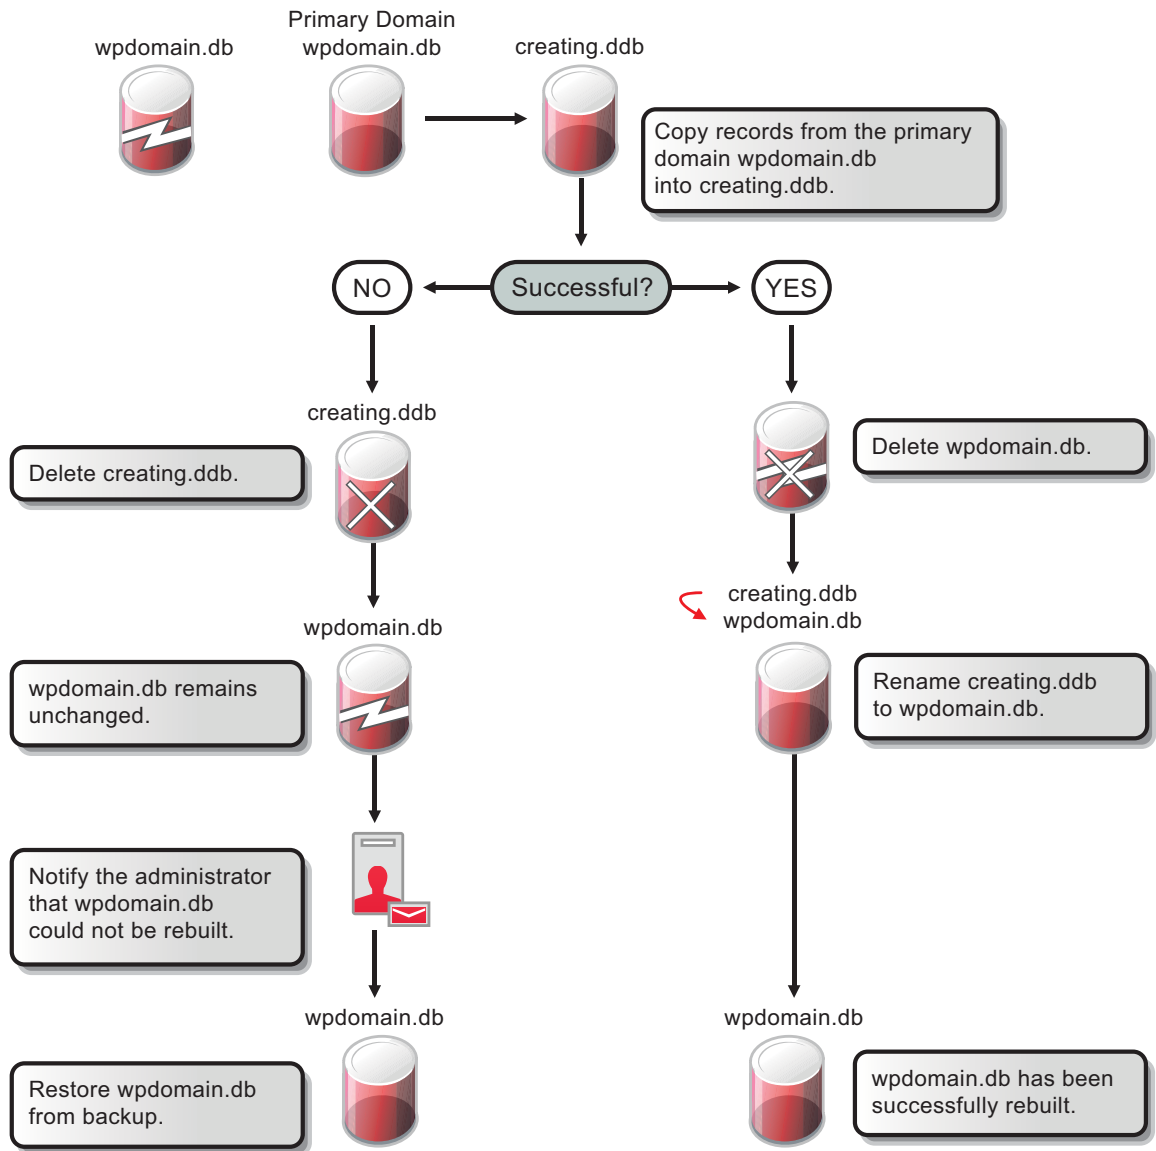 Primary Domain
wpdomain.db
wpdomain.db
creating.ddb
Copy records from the primary
domain wpdomain.db
into creating.ddb.
NO
Successful?
YES
creating.ddb
Delete creating.ddb.
Delete wpdomain.db.
creating.ddb
wpdomain.db
wpdomain.db
wpdomain.db remains
unchanged.
Rename creating.ddb
to wpdomain.db.
Notify the administrator
that wpdomain.db
could not be rebuilt.
wpdomain.db
wpdomain.db
Restore wpdomain.db
from backup.
wpdomain.db has been
successfully rebuilt.